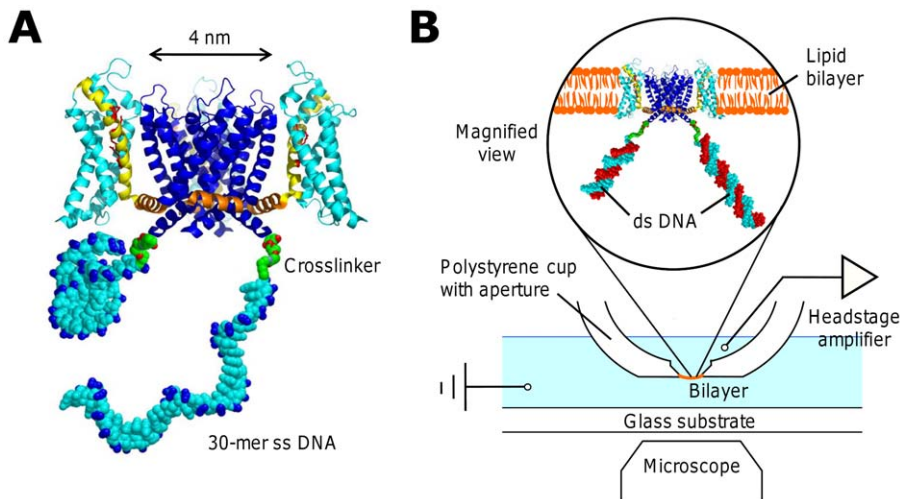 A
4 nm
Crosslinker
30-mer ss DNA
B
Lipid
bilayer
Magnified
view
ds DNA
Polystyrene cup
with aperture
Headstage
amplifier
Bilayer
Glass substrate
Microscope